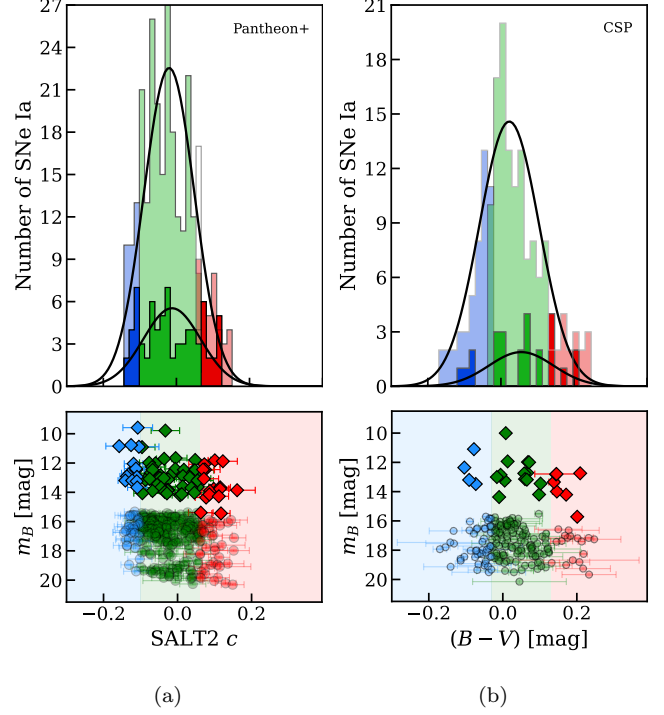 Pantheon+
27
24
21
18
15
12
9
6
3
0
Number of SNe Ia
10
12
14
16
18
20
m_B [mag]
−0.2 0.0 0.2
SALT2 c
(a)
CSP
21
18
15
12
9
6
3
0
Number of SNe Ia
10
12
14
16
18
20
m_B [mag]
−0.2 0.0 0.2
(B − V) [mag]
(b)